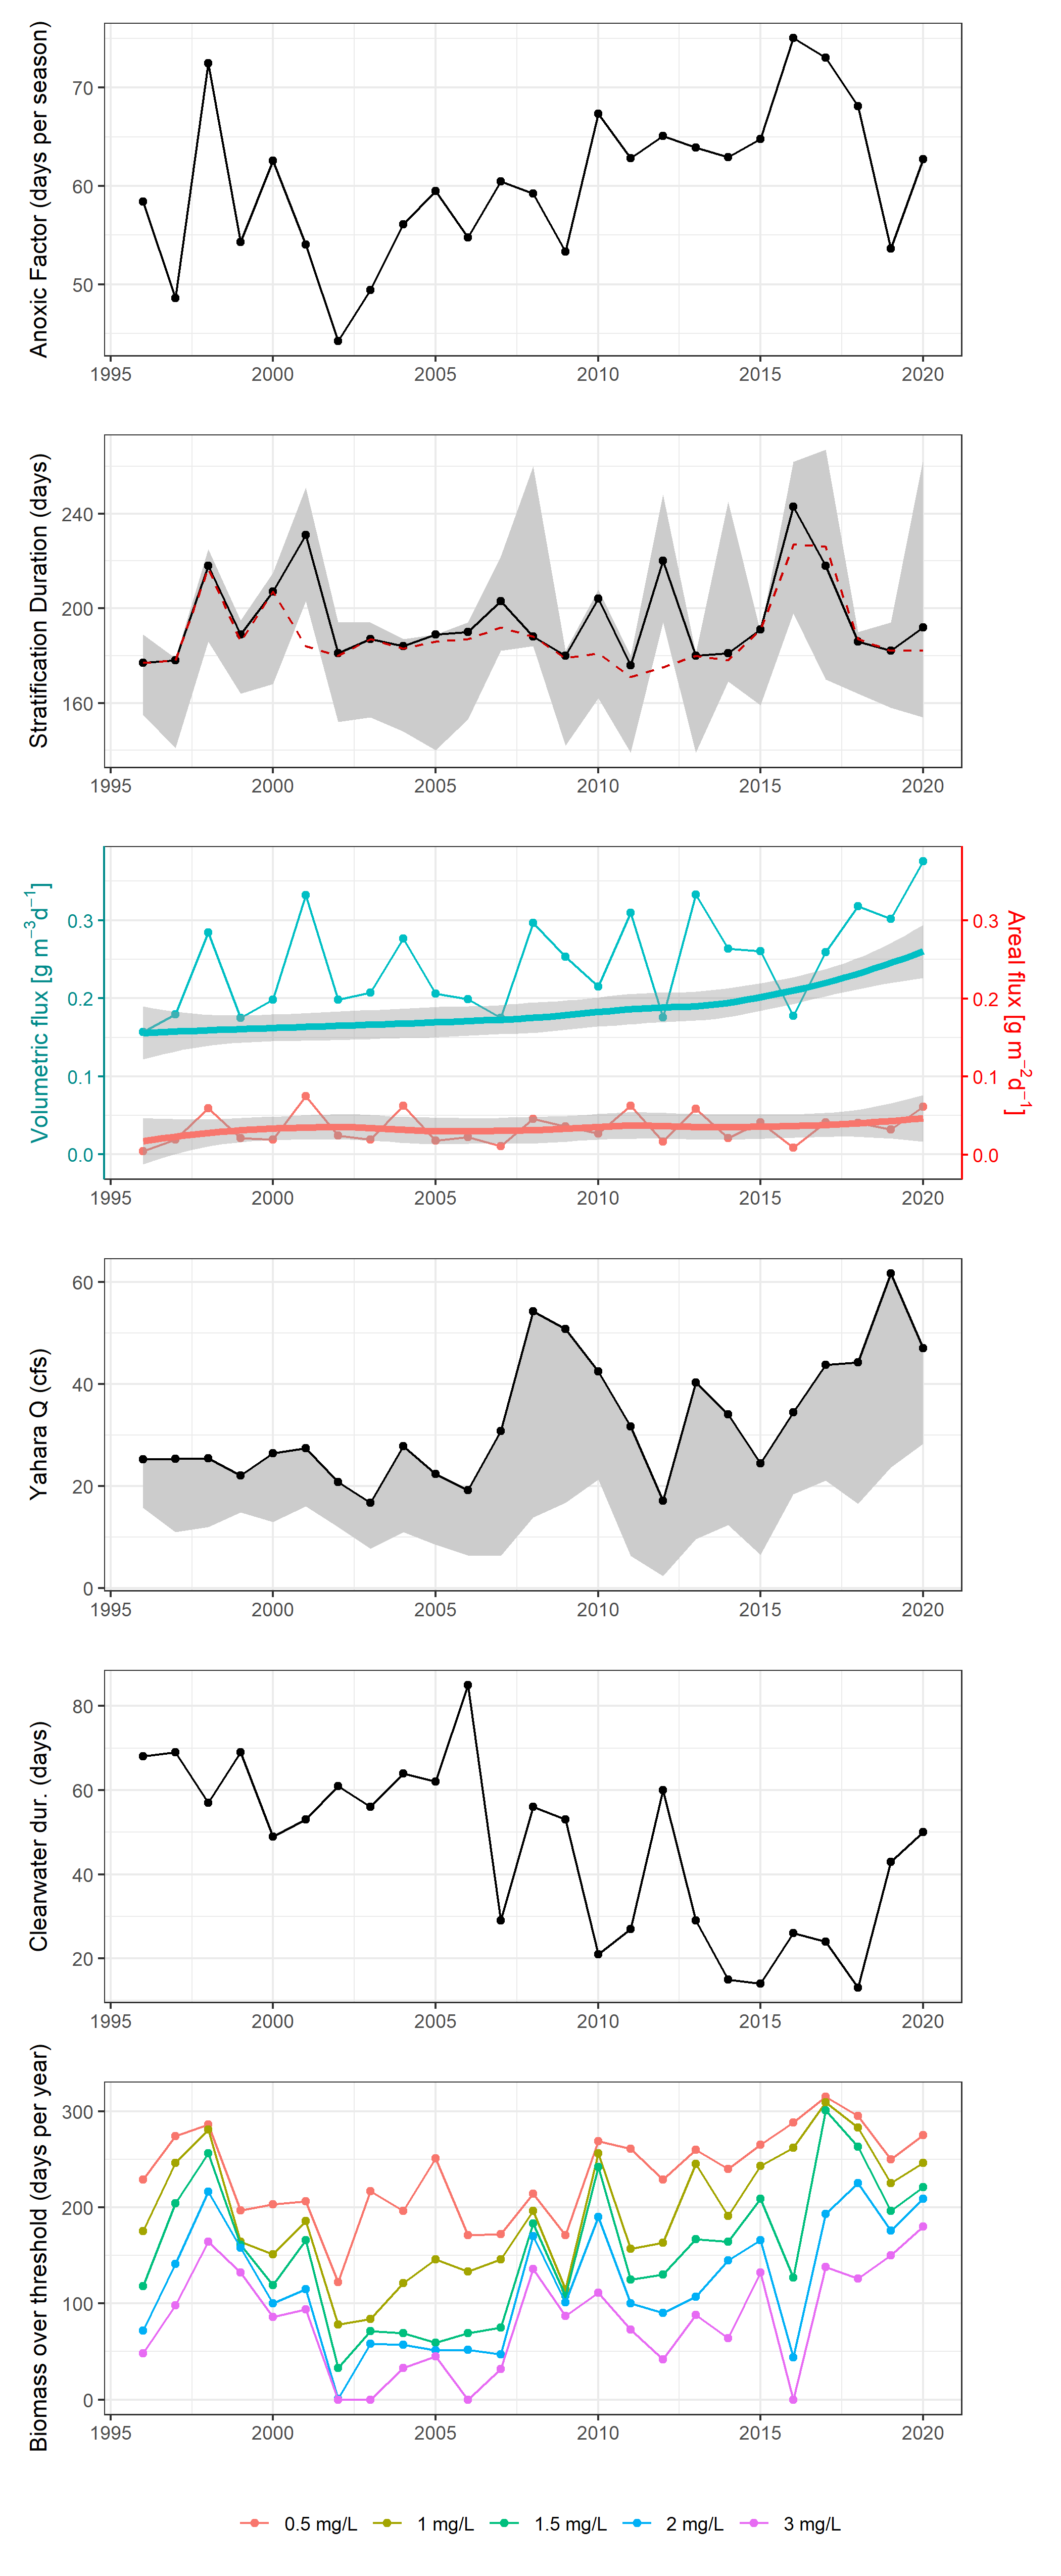 Anoxic Factor (days per season)
70
60
50
1995 2000 2005 2010 2015 2020
Stratification Duration (days)
240
200
160
1995 2000 2005 2010 2015 2020
Volumetric flux [g m⁻³d⁻¹]
0.3
0.2
0.1
0.0
Areal flux [g m⁻²d⁻¹]
0.3
0.2
0.1
0.0
1995 2000 2005 2010 2015 2020
Yahara Q (cfs)
60
40
20
0
1995 2000 2005 2010 2015 2020
Clearwater dur. (days)
80
60
40
20
1995 2000 2005 2010 2015 2020
Biomass over threshold (days per year)
300
200
100
0
1995 2000 2005 2010 2015 2020
0.5 mg/L 1 mg/L 1.5 mg/L 2 mg/L 3 mg/L